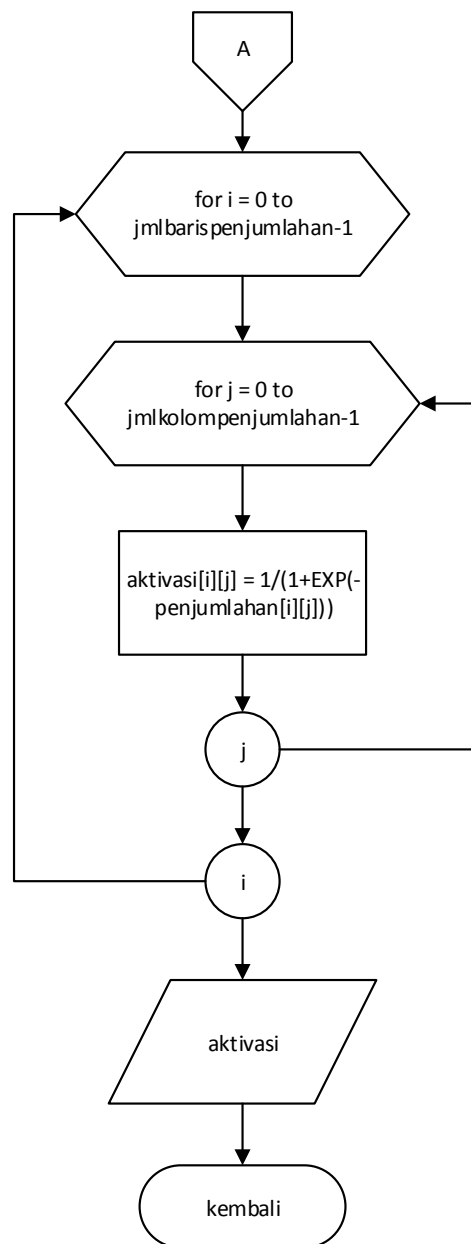 A
for i = 0 to
jmlbarispenjumlahan-1
for j = 0 to
jmlkolompenjumlahan-1
aktivasi[i][j] = 1/(1+EXP(-
penjumlahan[i][j]))
j
i
aktivasi
kembali